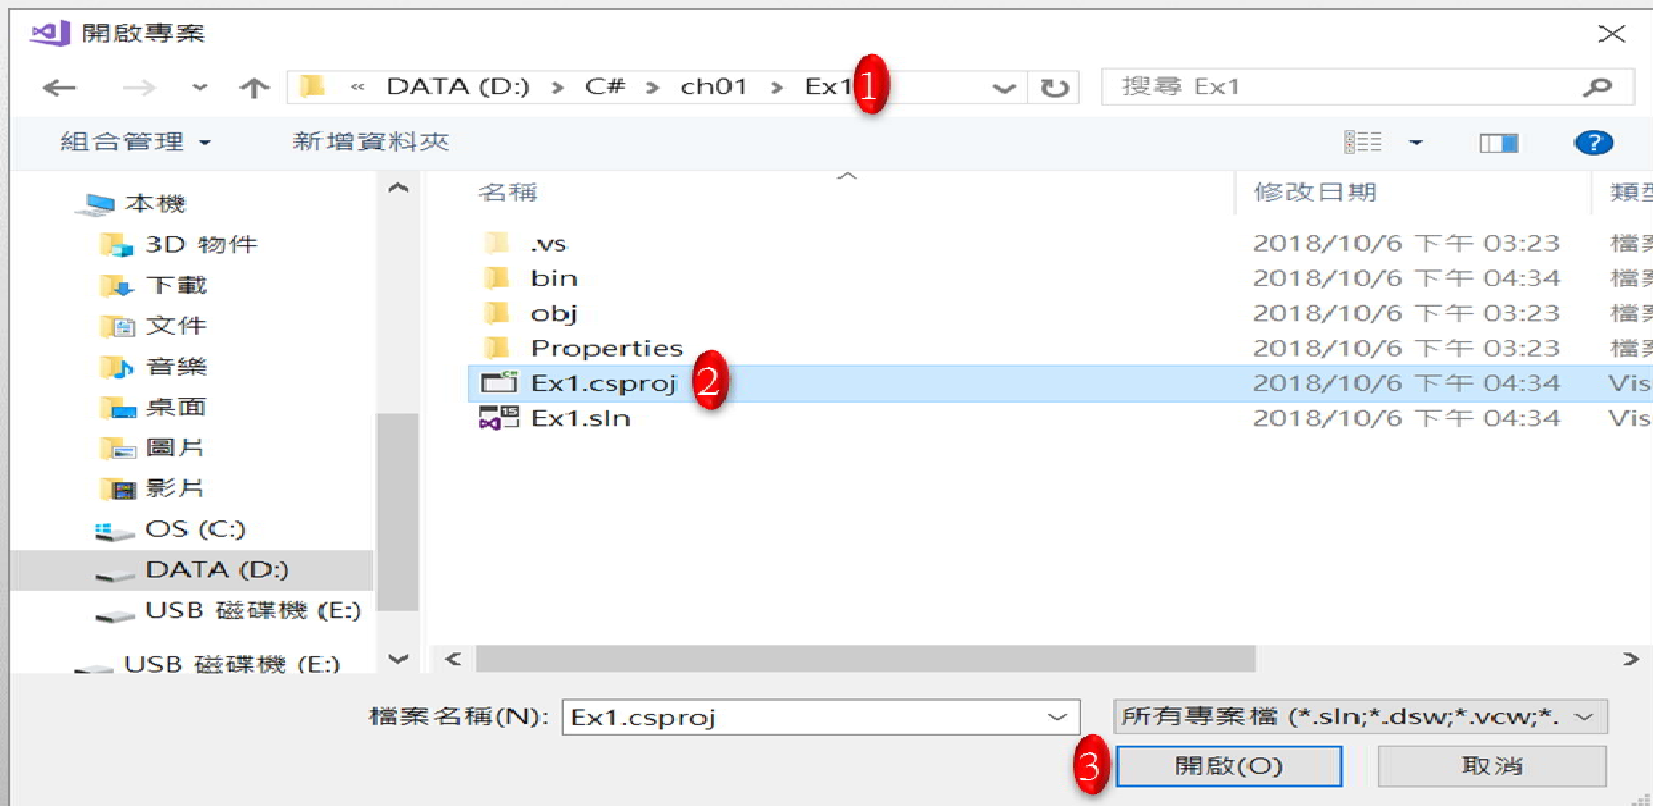 開啟專案
« DATA (D:) > C# > ch01 > Ex1 1
搜尋 Ex1
組合管理
新增資料夾
?
本機
3D 物件
下載
文件
音樂
桌面
圖片
影片
OS (C:)
DATA (D:)
USB 磁碟機 (E:)
USB 磁碟機 (E:)
名稱 修改日期
.vs 2018/10/6 下午 03:23 檔
bin 2018/10/6 下午 04:34 檔
obj 2018/10/6 下午 03:23 檔
Properties 2018/10/6 下午 03:23 檔
Ex1.csproj 2 2018/10/6 下午 04:34 Vis
Ex1.sln 2018/10/6 下午 04:34 Vis
檔案名稱(N): Ex1.csproj 所有專案檔 (*.sln;*.dsw;*.vcw;*.
3 開啟(O) 取消